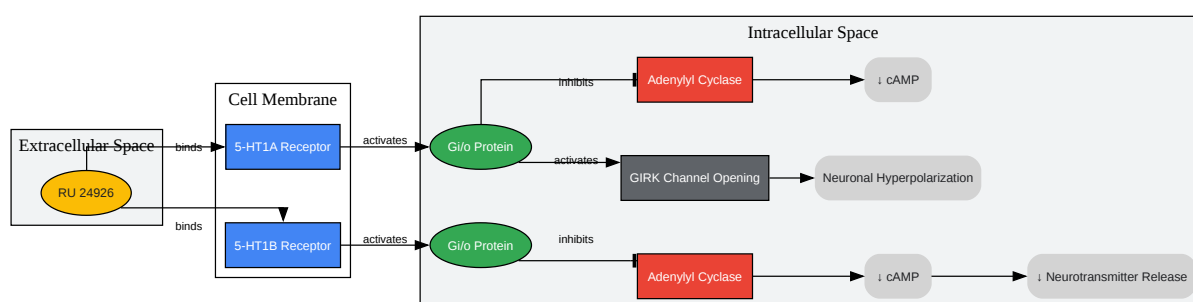 Intracellular Space
Cell Membrane
Extracellular Space
RU 24926
binds
binds
5-HT1A Receptor
5-HT1B Receptor
activates
activates
Gi/o Protein
Gi/o Protein
inhibits
activates
inhibits
Adenylyl Cyclase
↓ cAMP
GIRK Channel Opening
Neuronal Hyperpolarization
Adenylyl Cyclase
↓ cAMP
↓ Neurotransmitter Release